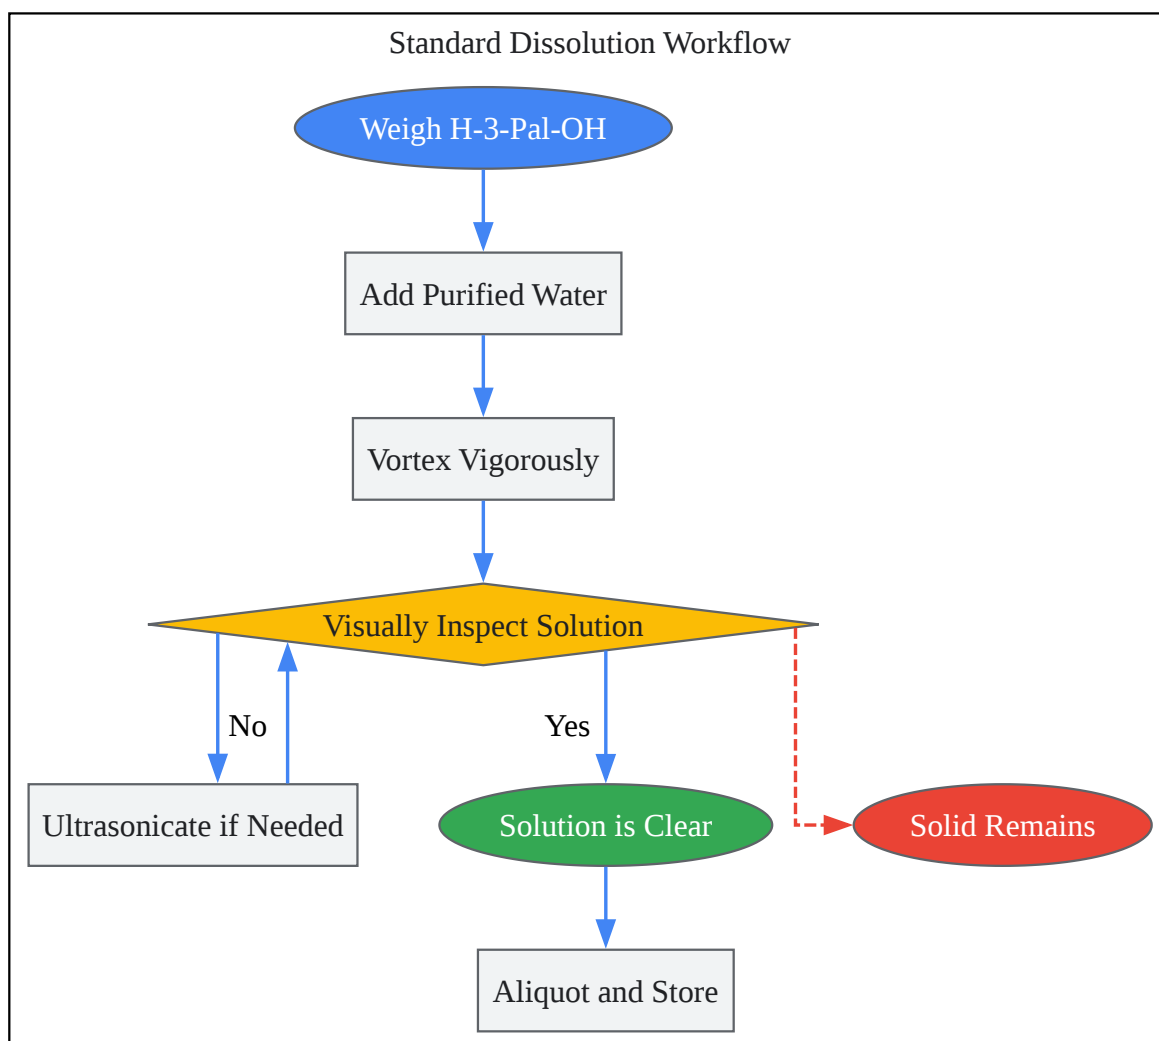 Standard Dissolution Workflow
Weigh H-3-Pal-OH
Add Purified Water
Vortex Vigorously
Visually Inspect Solution
No
Yes
Ultrasonicate if Needed
Solution is Clear
Solid Remains
Aliquot and Store